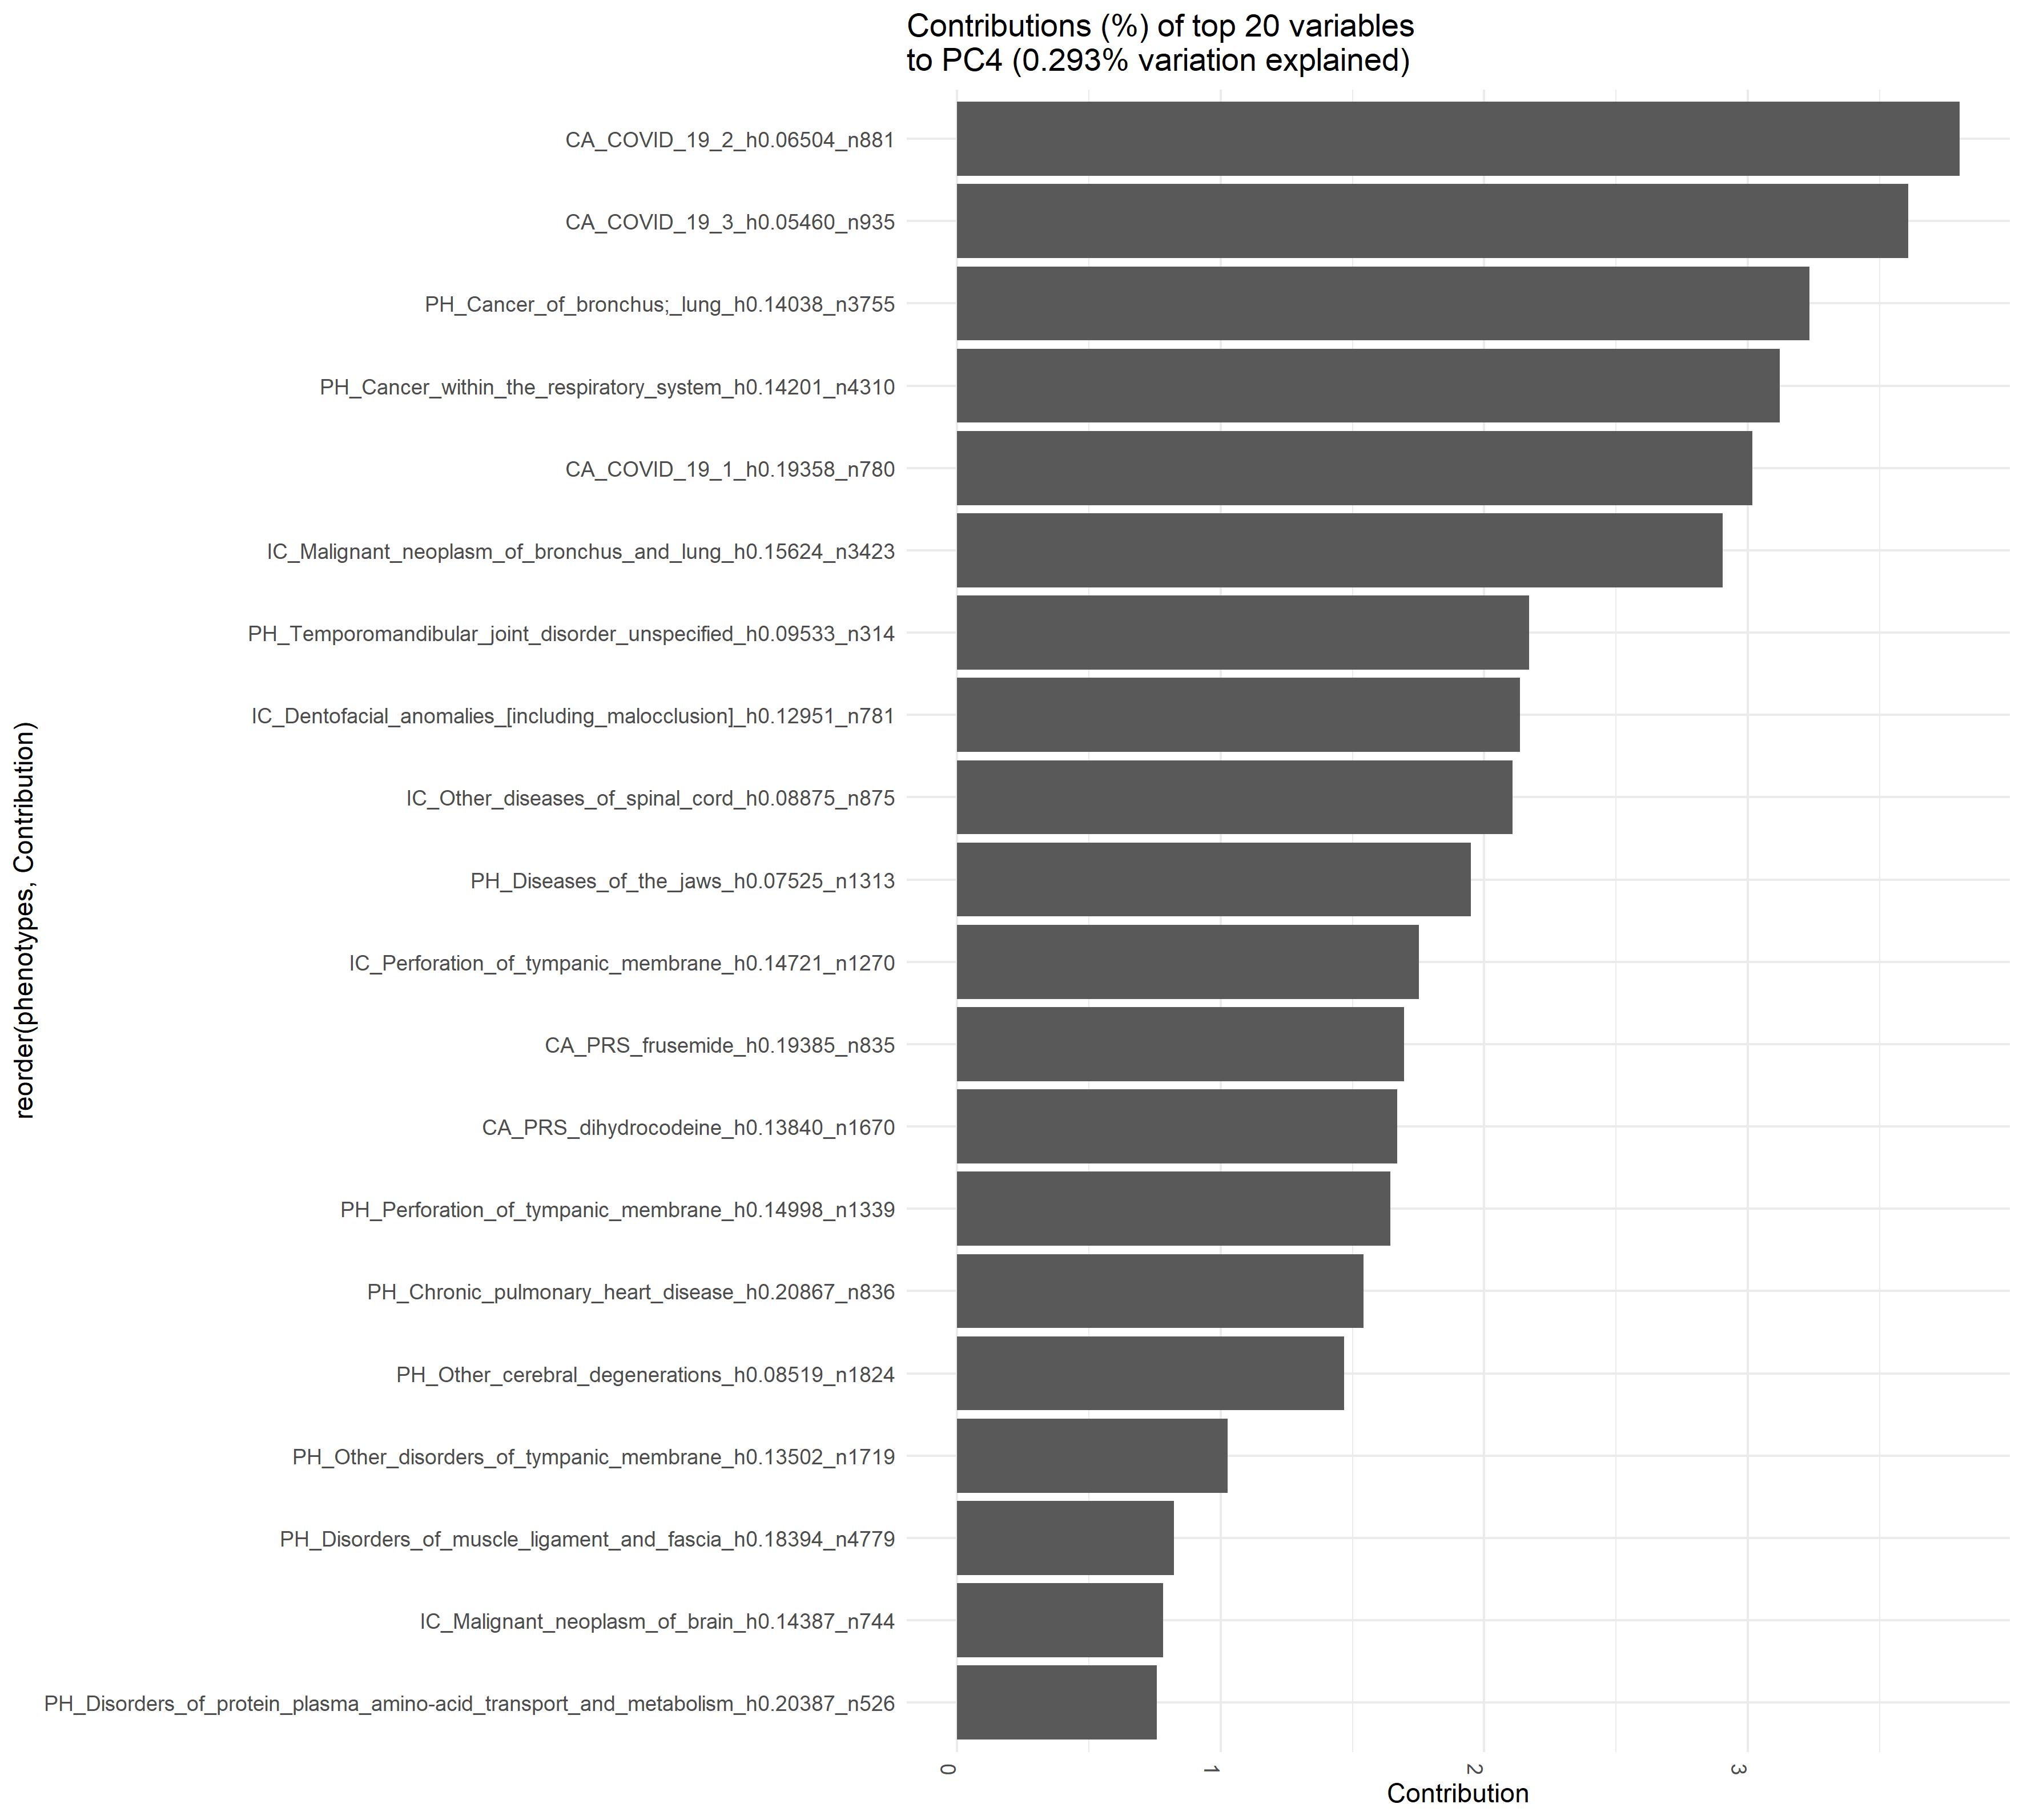 Contributions (%) of top 20 variables
to PC4 (0.293% variation explained)
CA_COVID_19_2_h0.06504_n881
CA_COVID_19_3_h0.05460_n935
PH_Cancer_of_bronchus;_lung_h0.14038_n3755
PH_Cancer_within_the_respiratory_system_h0.14201_n4310
CA_COVID_19_1_h0.19358_n780
IC_Malignant_neoplasm_of_bronchus_and_lung_h0.15624_n3423
PH_Temporomandibular_joint_disorder_unspecified_h0.09533_n314
IC_Dentofacial_anomalies_[including_malocclusion]_h0.12951_n781
IC_Other_diseases_of_spinal_cord_h0.08875_n875
PH_Diseases_of_the_jaws_h0.07525_n1313
IC_Perforation_of_tympanic_membrane_h0.14721_n1270
CA_PRS_frusemide_h0.19385_n835
CA_PRS_dihydrocodeine_h0.13840_n1670
PH_Perforation_of_tympanic_membrane_h0.14998_n1339
PH_Chronic_pulmonary_heart_disease_h0.20867_n836
PH_Other_cerebral_degenerations_h0.08519_n1824
PH_Other_disorders_of_tympanic_membrane_h0.13502_n1719
PH_Disorders_of_muscle_ligament_and_fascia_h0.18394_n4779
IC_Malignant_neoplasm_of_brain_h0.14387_n744
PH_Disorders_of_protein_plasma_amino-acid_transport_and_metabolism_h0.20387_n526
reorder(phenotypes, Contribution)
0
1
2
3
Contribution